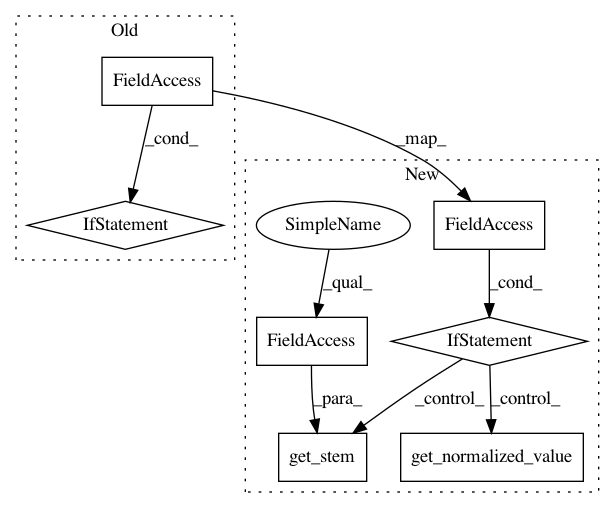 Old
FieldAccess
_cond_
_map_
IfStatement
New
SimpleName
FieldAccess
_qual_
_cond_
FieldAccess
IfStatement
_para_
_control_
_control_
get_stem
get_normalized_value